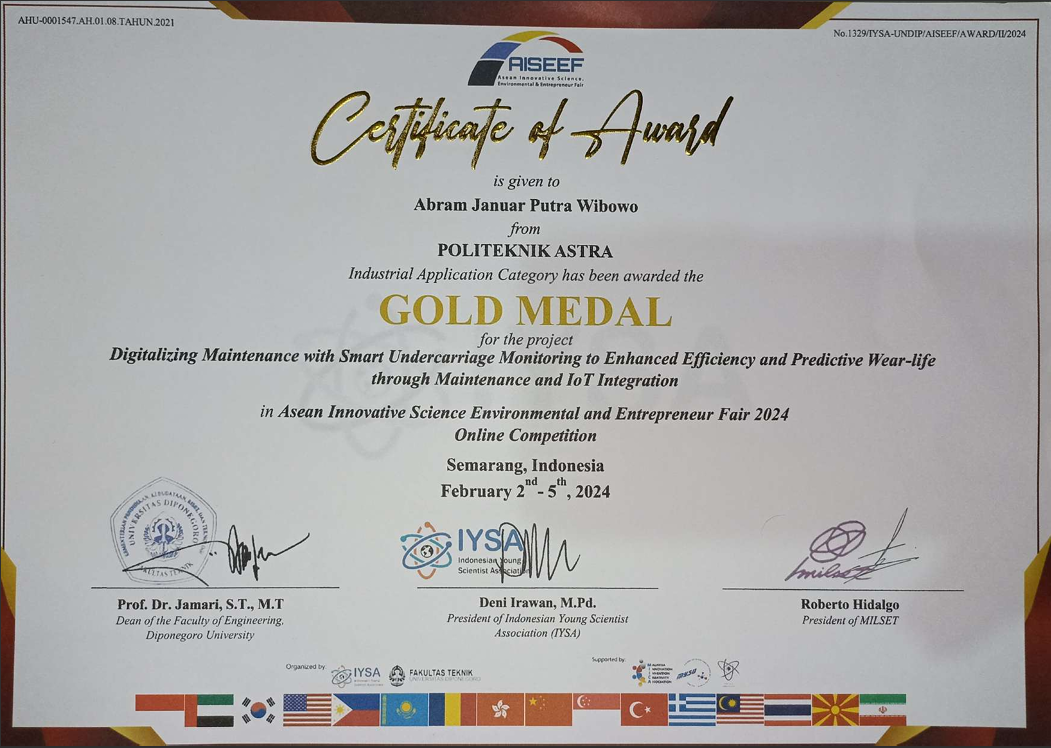 AHU-0001547.AH.01.08.TAHUN.2021
No.1329/IYSA-UNDIP/AISEEF/AWARD/II/2024
AISEEF
Asean Innovative Science,
Environmental & Entrepreneur Fair
Certificate of Award
is given to
Abram Januar Putra Wibowo
from
POLITEKNIK ASTRA
Industrial Application Category has been awarded the
GOLD MEDAL
for the project
Digitalizing Maintenance with Smart Undercarriage Monitoring to Enhanced Efficiency and Predictive Wear-life
through Maintenance and IoT Integration
in Asean Innovative Science Environmental and Entrepreneur Fair 2024
Online Competition
Semarang, Indonesia
February 2nd - 5th, 2024
UNIVERSITAS DIPONEGORO
FAKULTAS TEKNIK
IYSA
Indonesian Young
Scientist Association
milset
Prof. Dr. Jamari, S.T., M.T
Dean of the Faculty of Engineering,
Diponegoro University
Deni Irawan, M.Pd.
President of Indonesian Young Scientist
Association (IYSA)
Roberto Hidalgo
President of MILSET
Organized by:
IYSA
FAKULTAS TEKNIK
UNIVERSITAS DIPONEGORO
Supported by: